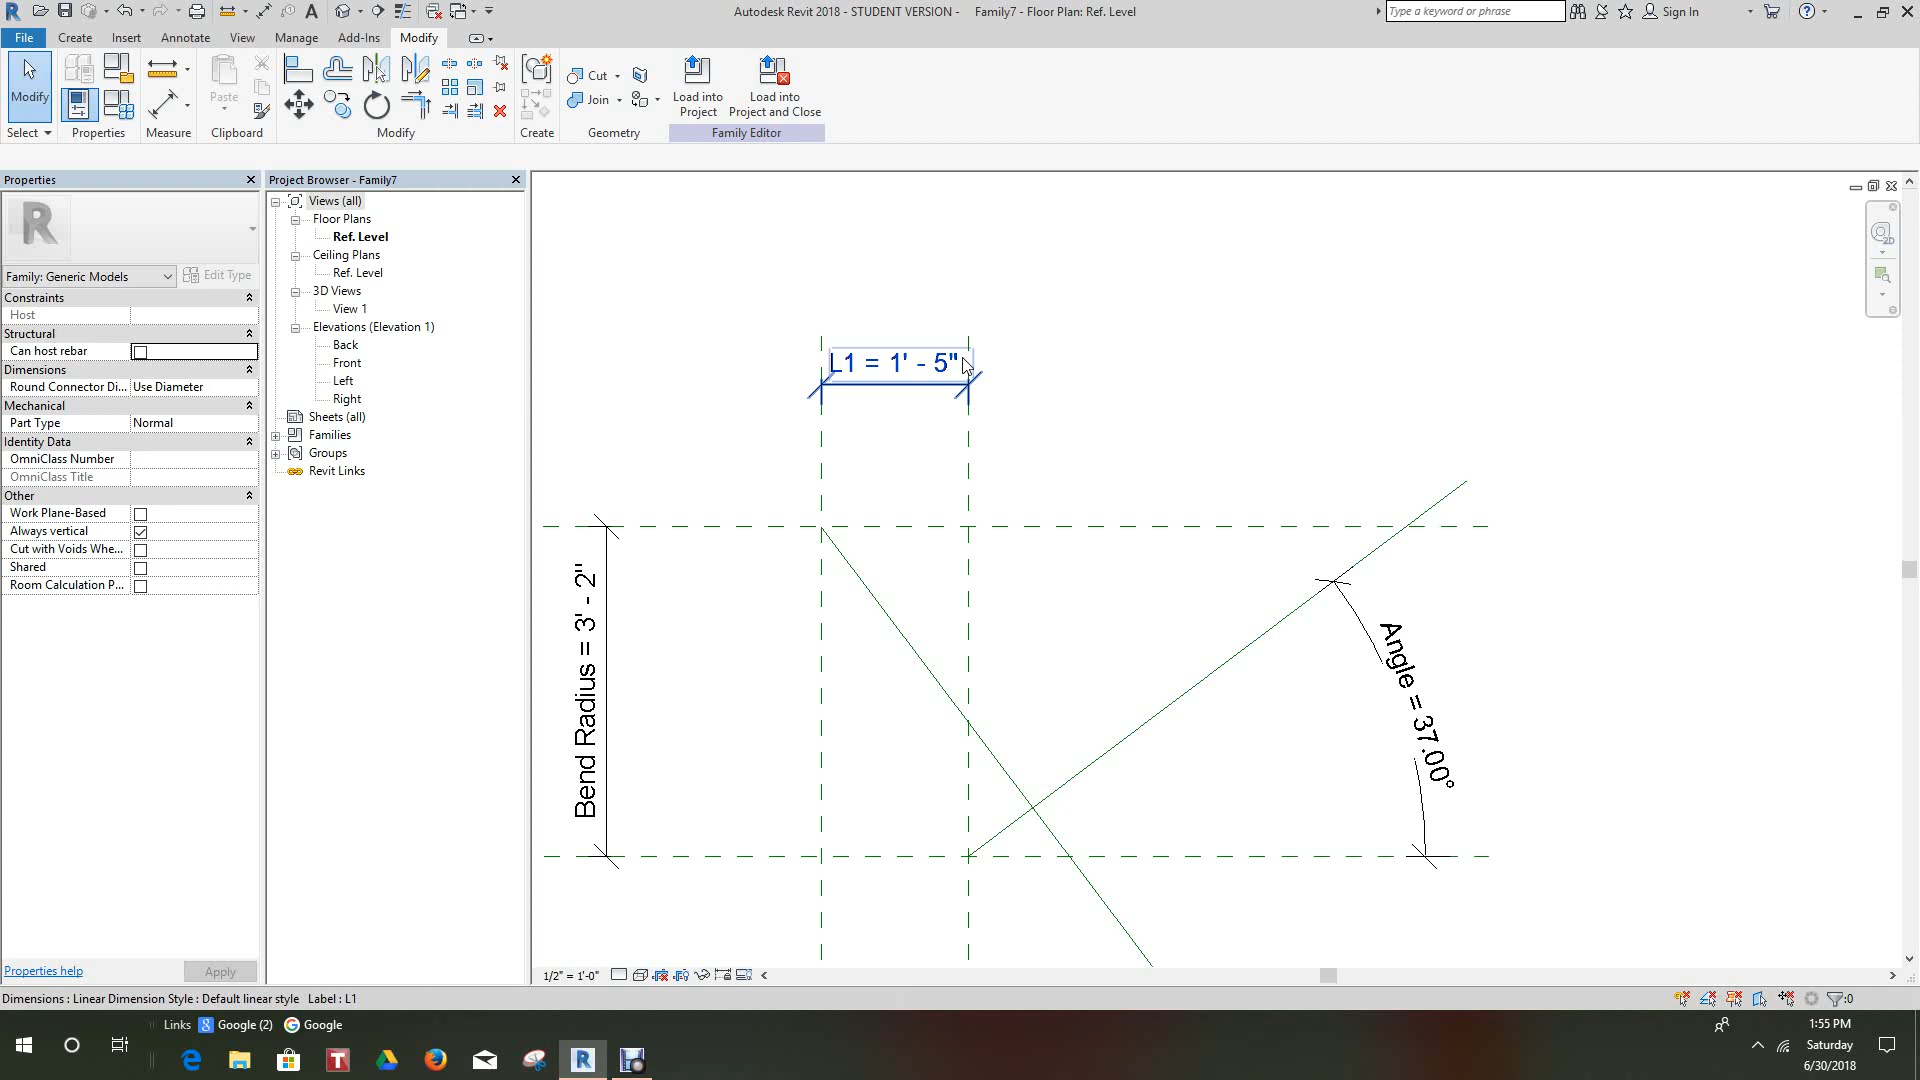 Autodesk Revit 2018 - STUDENT VERSION - Family7 - Floor Plan: Ref. Level
Type a keyword or phrase
Sign In
File Create Insert Annotate View Manage Add-Ins Modify
Modify
Paste
Cut
Join
Load into Project
Load into Project and Close
Select Properties Measure Clipboard Modify Create Geometry Family Editor
Properties
Family: Generic Models
Edit Type
Constraints
Host
Structural
Can host rebar
Dimensions
Round Connector Di... Use Diameter
Mechanical
Part Type Normal
Identity Data
OmniClass Number
OmniClass Title
Other
Work Plane-Based
Always vertical
Cut with Voids Whe...
Shared
Room Calculation P...
Properties help
Apply
Project Browser - Family7
Views (all)
Floor Plans
Ref. Level
Ceiling Plans
Ref. Level
3D Views
View 1
Elevations (Elevation 1)
Back
Front
Left
Right
Sheets (all)
Families
Groups
Revit Links
2D
L1 = 1' - 5"
Bend Radius = 3' - 2"
Angle = 37.00°
1/2" = 1'-0"
Dimensions : Linear Dimension Style : Default linear style Label : L1
:0
Links Google (2) Google
1:55 PM
Saturday
6/30/2018